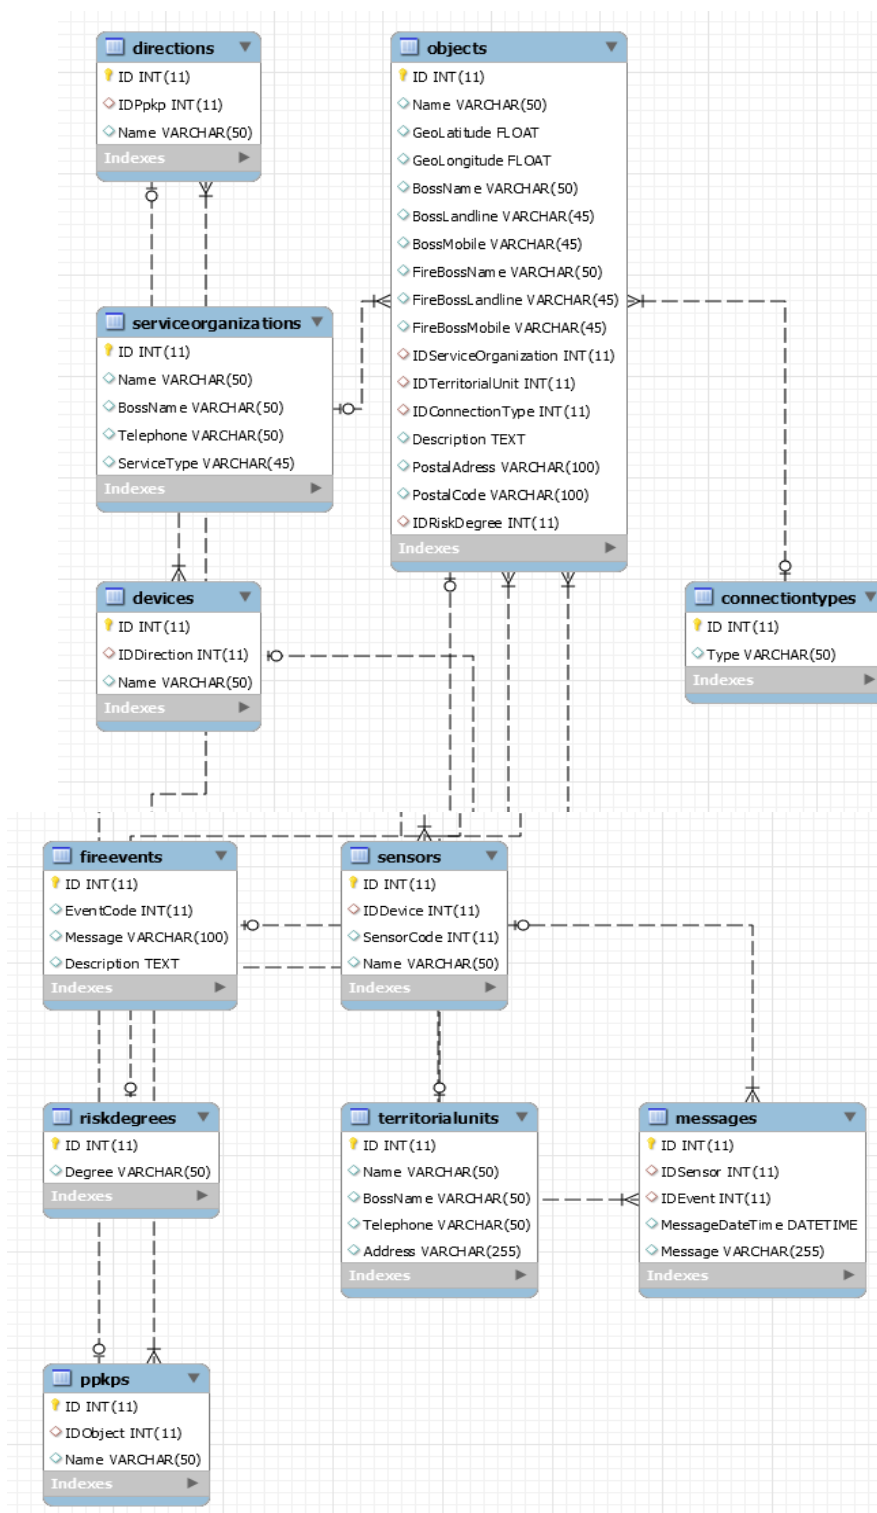 directions
ID INT(11)
IDPpkp INT(11)
Name VARCHAR(50)
Indexes
objects
ID INT(11)
Name VARCHAR(50)
GeoLatitude FLOAT
GeoLongitude FLOAT
BossName VARCHAR(50)
BossLandline VARCHAR(45)
BossMobile VARCHAR(45)
FireBossName VARCHAR(50)
FireBossLandline VARCHAR(45)
FireBossMobile VARCHAR(45)
IDServiceOrganization INT(11)
IDTerritorialUnit INT(11)
IDConnectionType INT(11)
Description TEXT
PostalAdress VARCHAR(100)
PostalCode VARCHAR(100)
IDRiskDegree INT(11)
Indexes
serviceorganizations
ID INT(11)
Name VARCHAR(50)
BossName VARCHAR(50)
Telephone VARCHAR(50)
ServiceType VARCHAR(45)
Indexes
devices
ID INT(11)
IDDirection INT(11)
Name VARCHAR(50)
Indexes
connectiontypes
ID INT(11)
Type VARCHAR(50)
Indexes
fireevents
ID INT(11)
EventCode INT(11)
Message VARCHAR(100)
Description TEXT
Indexes
sensors
ID INT(11)
IDDevice INT(11)
SensorCode INT(11)
Name VARCHAR(50)
Indexes
riskdegrees
ID INT(11)
Degree VARCHAR(50)
Indexes
territorialunits
ID INT(11)
Name VARCHAR(50)
BossName VARCHAR(50)
Telephone VARCHAR(50)
Address VARCHAR(255)
Indexes
messages
ID INT(11)
IDSensor INT(11)
IDEvent INT(11)
MessageDateTime DATETIME
Message VARCHAR(255)
Indexes
ppkps
ID INT(11)
IDObject INT(11)
Name VARCHAR(50)
Indexes